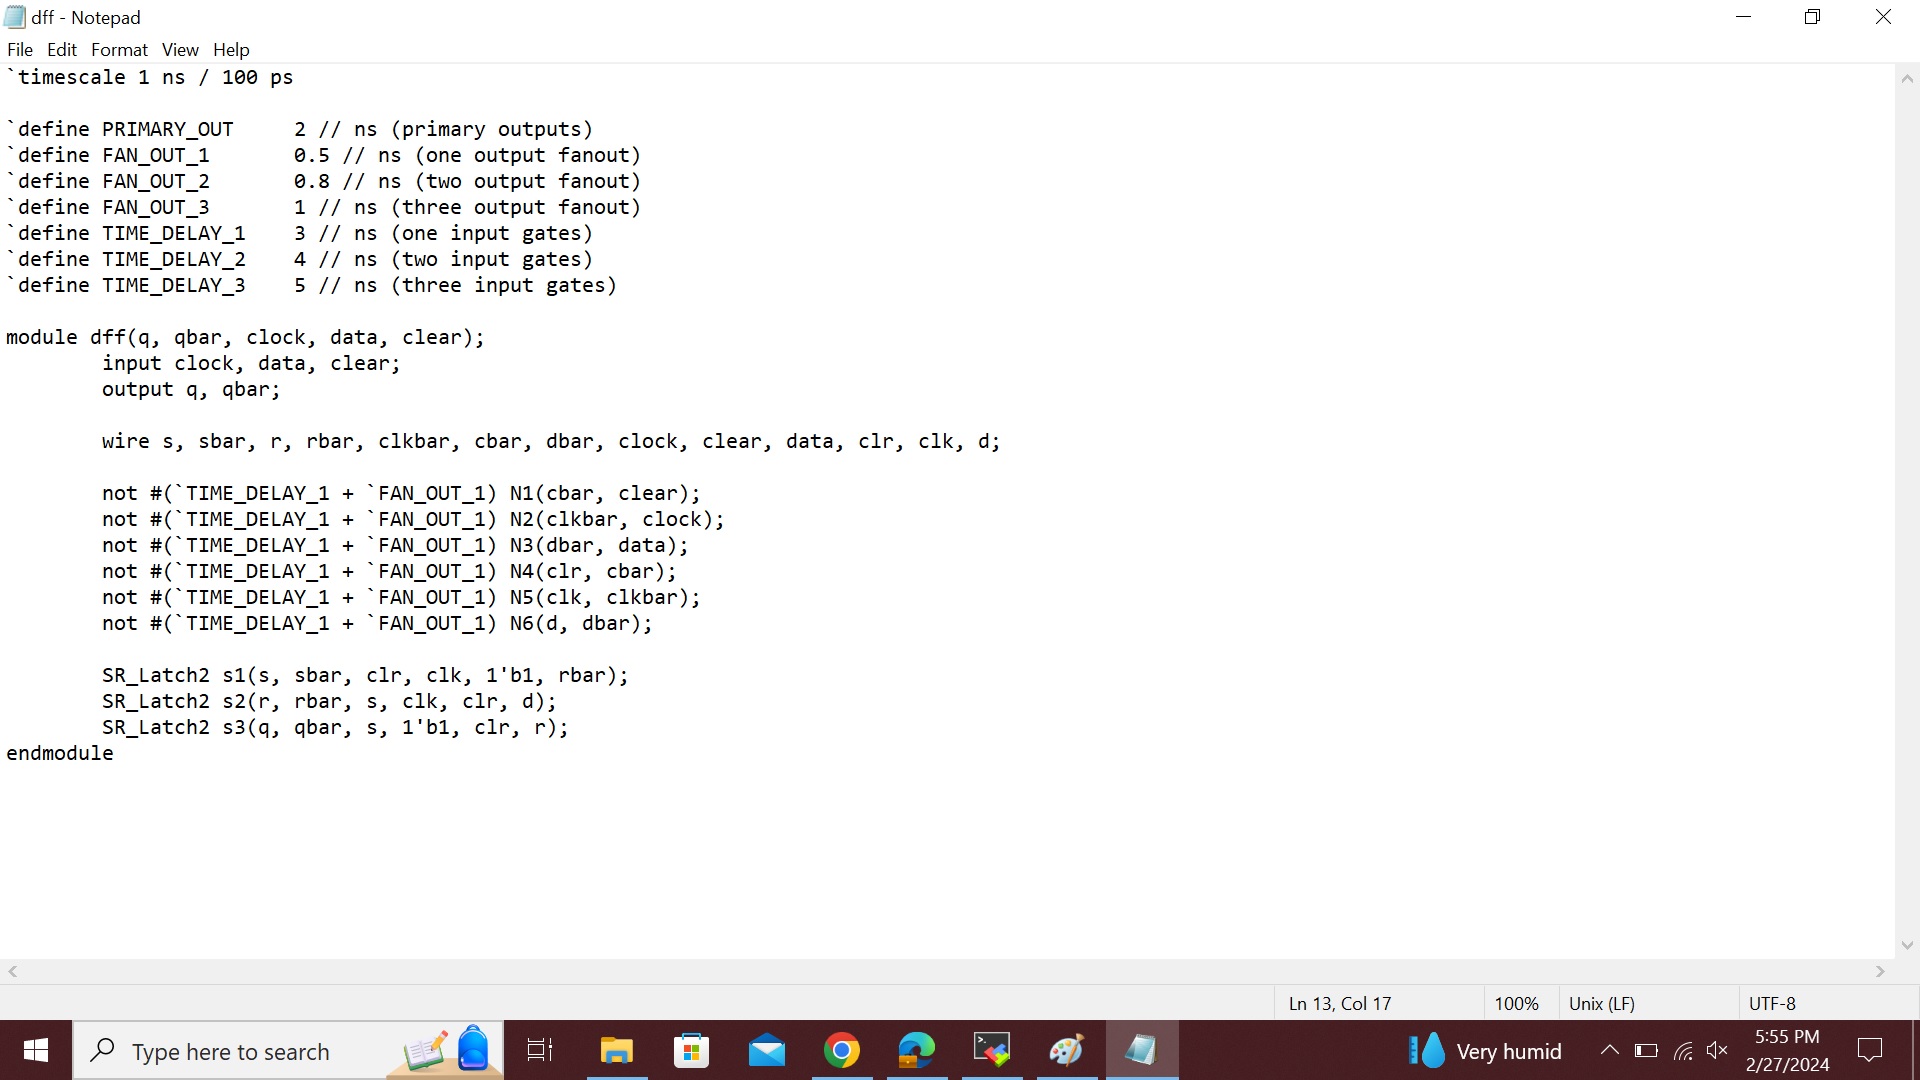 dff - Notepad
File Edit Format View Help
`timescale 1 ns / 100 ps
`define PRIMARY_OUT 2 // ns (primary outputs)
`define FAN_OUT_1 0.5 // ns (one output fanout)
`define FAN_OUT_2 0.8 // ns (two output fanout)
`define FAN_OUT_3 1 // ns (three output fanout)
`define TIME_DELAY_1 3 // ns (one input gates)
`define TIME_DELAY_2 4 // ns (two input gates)
`define TIME_DELAY_3 5 // ns (three input gates)
module dff(q, qbar, clock, data, clear);
input clock, data, clear;
output q, qbar;
wire s, sbar, r, rbar, clkbar, cbar, dbar, clock, clear, data, clr, clk, d;
not #(`TIME_DELAY_1 + `FAN_OUT_1) N1(cbar, clear);
not #(`TIME_DELAY_1 + `FAN_OUT_1) N2(clkbar, clock);
not #(`TIME_DELAY_1 + `FAN_OUT_1) N3(dbar, data);
not #(`TIME_DELAY_1 + `FAN_OUT_1) N4(clr, cbar);
not #(`TIME_DELAY_1 + `FAN_OUT_1) N5(clk, clkbar);
not #(`TIME_DELAY_1 + `FAN_OUT_1) N6(d, dbar);
SR_Latch2 s1(s, sbar, clr, clk, 1'b1, rbar);
SR_Latch2 s2(r, rbar, s, clk, clr, d);
SR_Latch2 s3(q, qbar, s, 1'b1, clr, r);
endmodule
Ln 13, Col 17 100% Unix (LF) UTF-8
Type here to search
Very humid
5:55 PM
2/27/2024